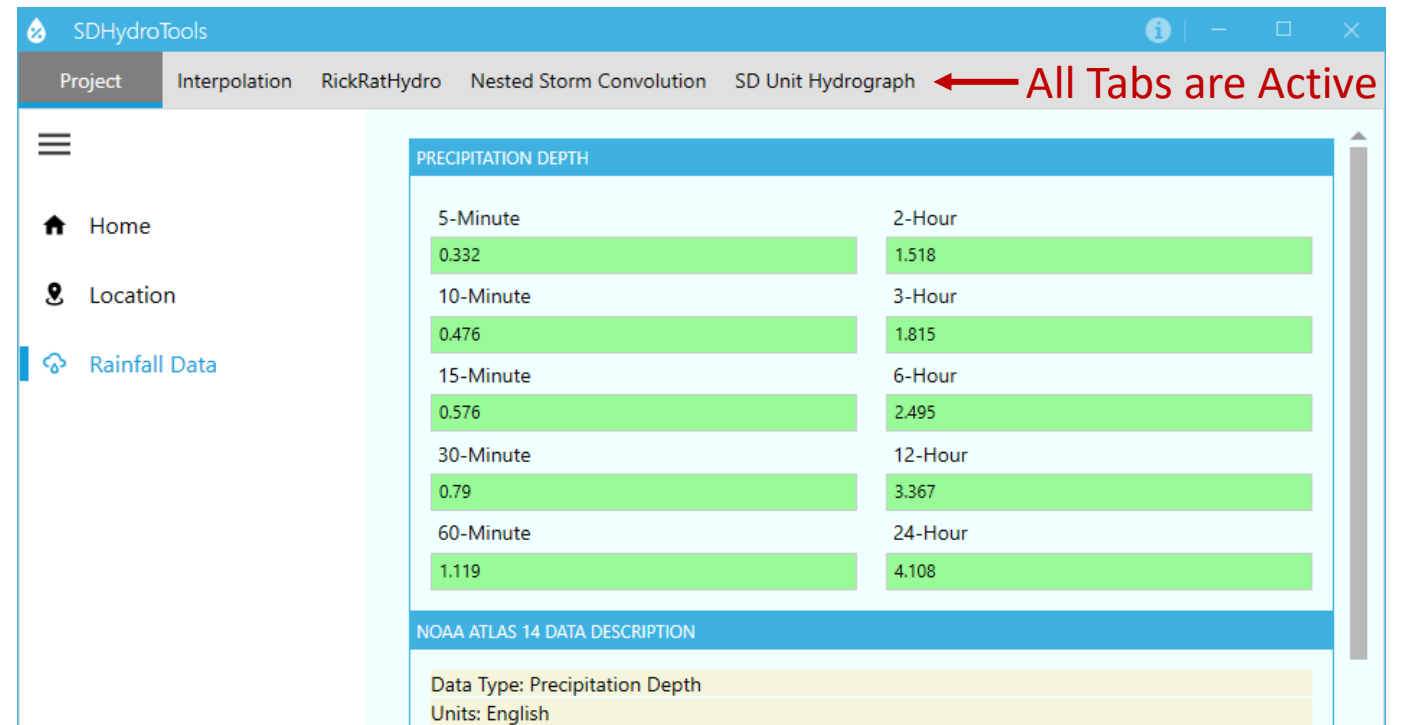 SDHydroTools
Project Interpolation RickRatHydro Nested Storm Convolution SD Unit Hydrograph All Tabs are Active
Home
Location
Rainfall Data
PRECIPITATION DEPTH
5-Minute 2-Hour
0.332 1.518
10-Minute 3-Hour
0.476 1.815
15-Minute 6-Hour
0.576 2.495
30-Minute 12-Hour
0.79 3.367
60-Minute 24-Hour
1.119 4.108
NOAA ATLAS 14 DATA DESCRIPTION
Data Type: Precipitation Depth
Units: English